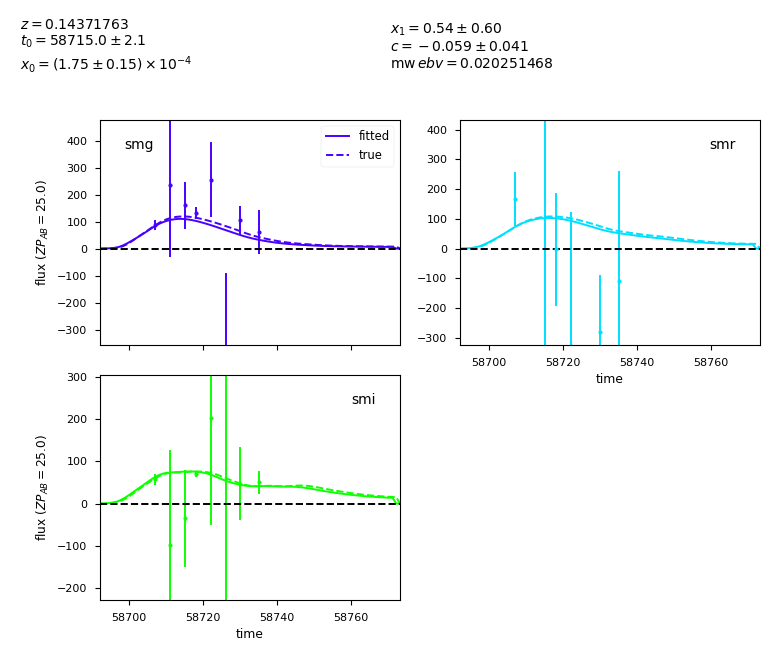 z = 0.14371763
t₀ = 58715.0 ± 2.1
x₀ = (1.75 ± 0.15) × 10⁻⁴
x₁ = 0.54 ± 0.60
c = −0.059 ± 0.041
mw ebv = 0.020251468
smg
fitted
true
400
300
200
100
0
−100
−200
−300
flux (ZP_AB = 25.0)
smr
400
300
200
100
0
−100
−200
−300
58700 58720 58740 58760
time
smi
300
200
100
0
−100
−200
flux (ZP_AB = 25.0)
58700 58720 58740 58760
time